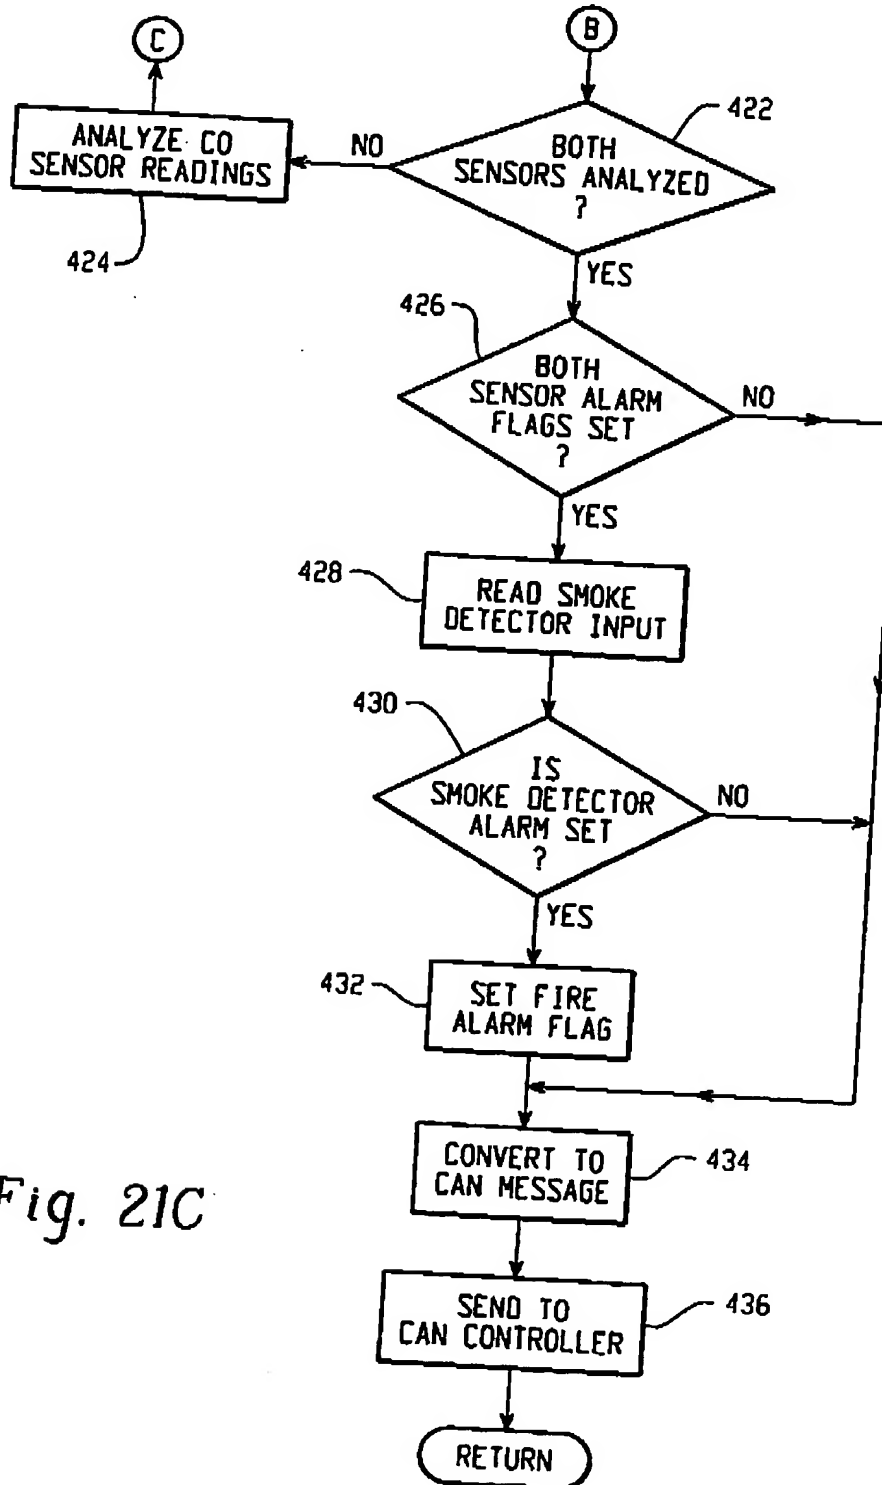 C
B
422
ANALYZE CO
SENSOR READINGS
NO
BOTH
SENSORS ANALYZED
?
424
YES
426
BOTH
SENSOR ALARM
FLAGS SET
?
NO
YES
428
READ SMOKE
DETECTOR INPUT
430
IS
SMOKE DETECTOR
ALARM SET
?
NO
YES
432
SET FIRE
ALARM FLAG
CONVERT TO
CAN MESSAGE
434
Fig. 21C
SEND TO
CAN CONTROLLER
436
RETURN